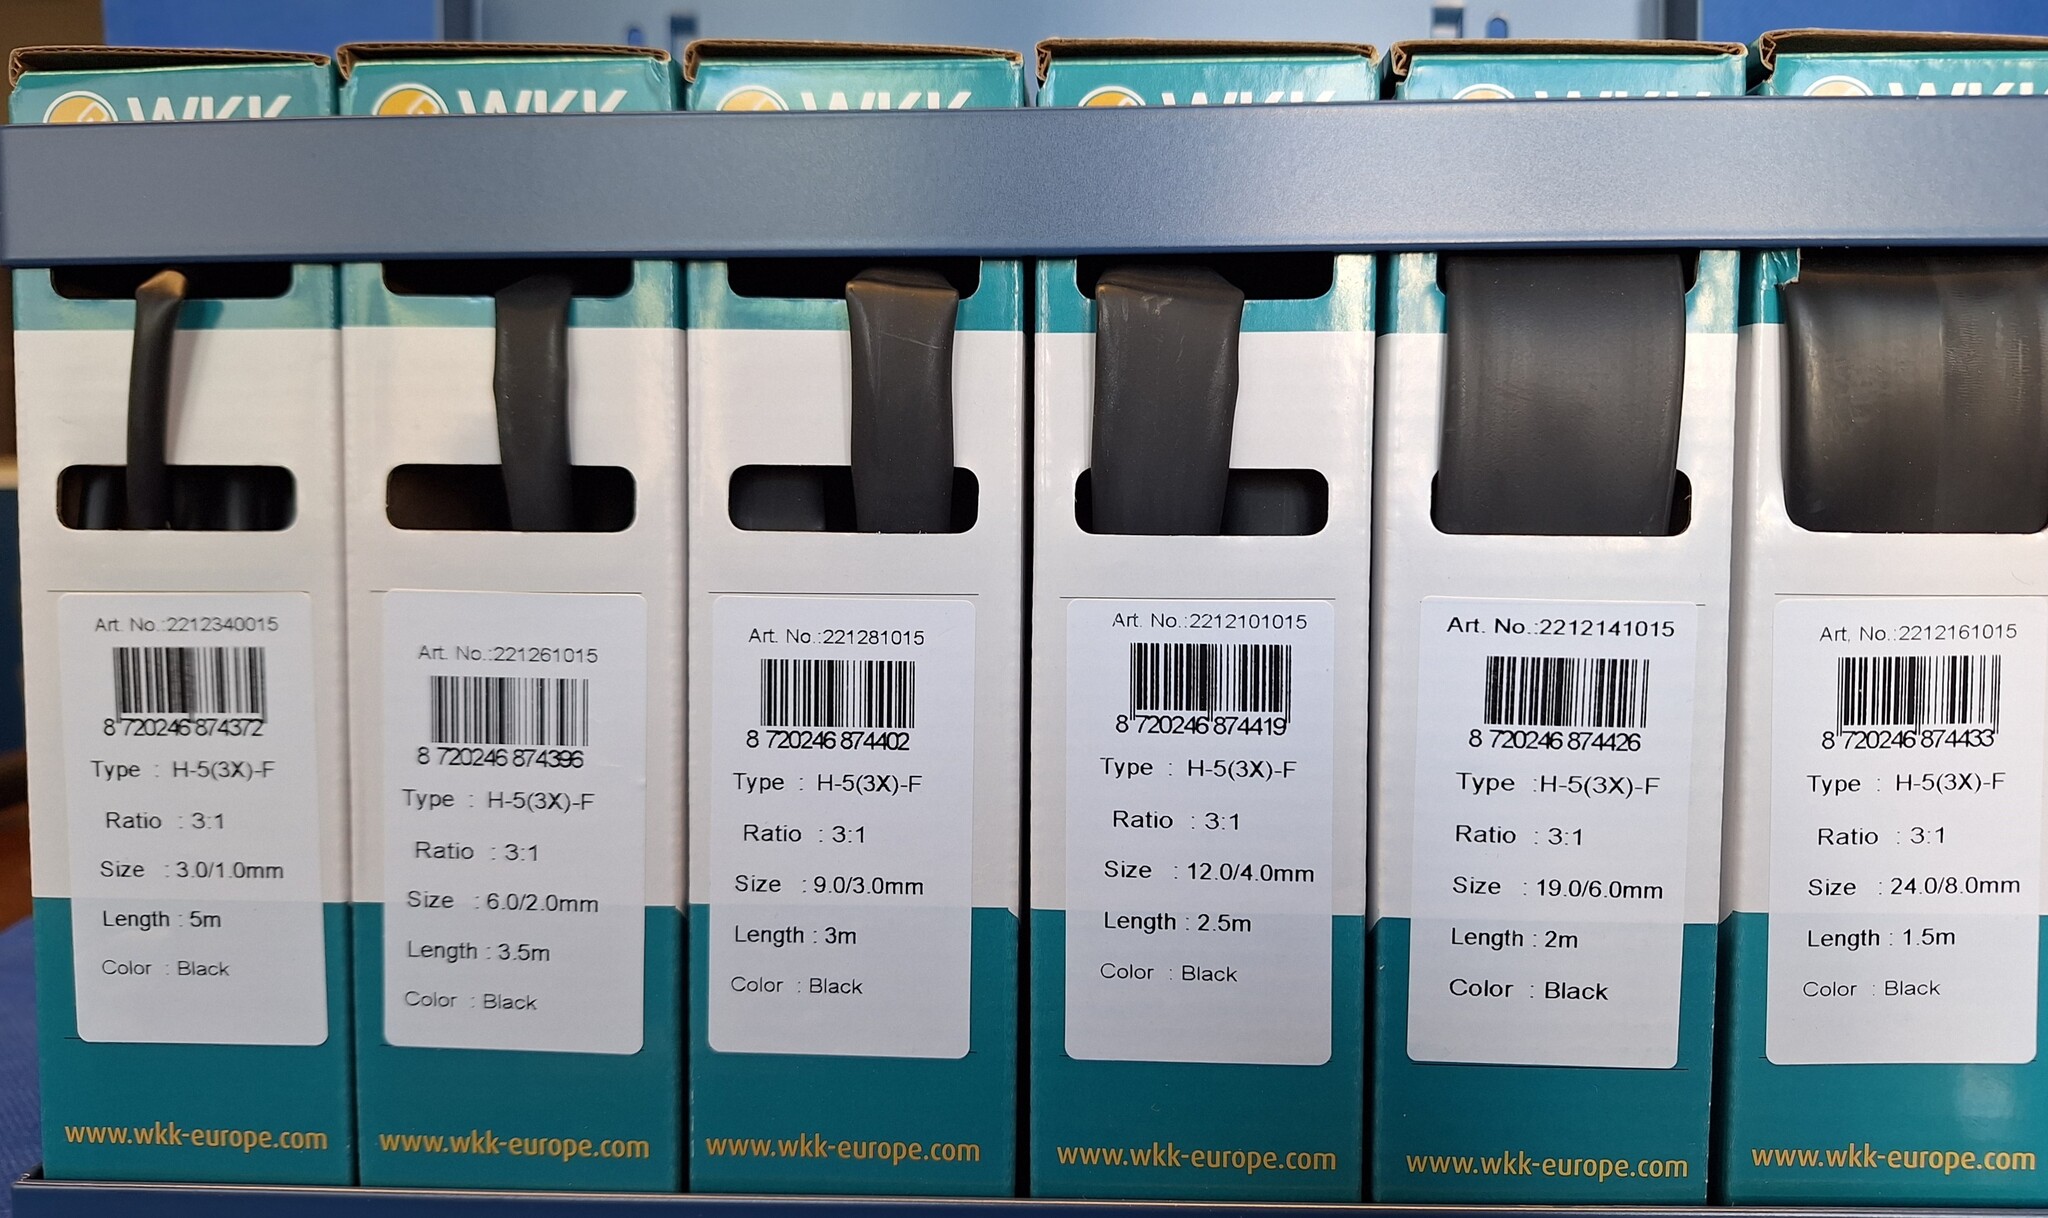 WKK
WKK
WKK
WKK
WKK
WKK
Art. No.:2212340015
8 720246 874372
Type : H-5(3X)-F
Ratio : 3:1
Size : 3.0/1.0mm
Length : 5m
Color : Black
www.wkk-europe.com
Art. No.:221261015
8 720246 874396
Type : H-5(3X)-F
Ratio : 3:1
Size : 6.0/2.0mm
Length : 3.5m
Color : Black
www.wkk-europe.com
Art. No.:221281015
8 720246 874402
Type : H-5(3X)-F
Ratio : 3:1
Size : 9.0/3.0mm
Length : 3m
Color : Black
www.wkk-europe.com
Art. No.:2212101015
8 720246 874419
Type : H-5(3X)-F
Ratio : 3:1
Size : 12.0/4.0mm
Length : 2.5m
Color : Black
www.wkk-europe.com
Art. No.:2212141015
8 720246 874426
Type :H-5(3X)-F
Ratio : 3:1
Size : 19.0/6.0mm
Length : 2m
Color : Black
www.wkk-europe.com
Art. No.:2212161015
8 720246 874433
Type : H-5(3X)-F
Ratio : 3:1
Size : 24.0/8.0mm
Length : 1.5m
Color : Black
www.wkk-europe.com